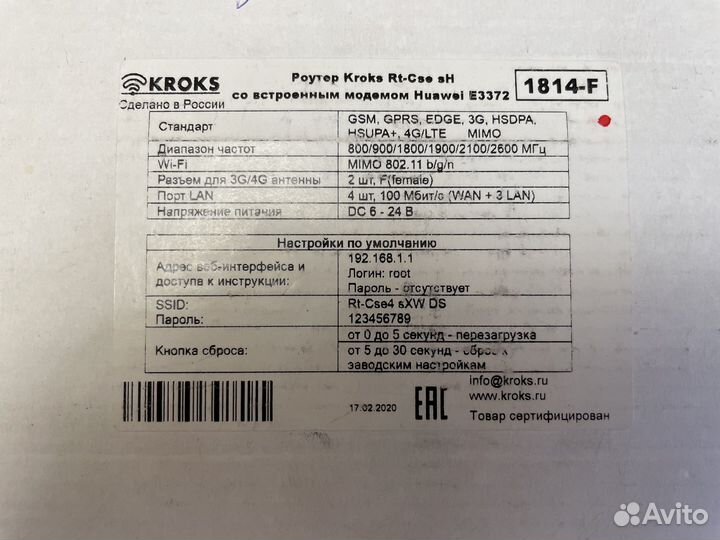 KROKS
Сделано в России
Роутер Kroks Rt-Cse sH
со встроенным модемом Huawei E3372
1814-F
Стандарт
GSM, GPRS, EDGE, 3G, HSDPA,
HSUPA+, 4G/LTE MIMO
Диапазон частот
800/900/1800/1900/2100/2600 МГц
Wi-Fi
MIMO 802.11 b/g/n
Разъем для 3G/4G антенны
2 шт, F(female)
Порт LAN
4 шт, 100 Мбит/с (WAN + 3 LAN)
Напряжение питания
DC 6 - 24 В
Настройки по умолчанию
Адрес веб-интерфейса и
доступа к инструкции:
192.168.1.1
Логин: root
Пароль - отсутствует
SSID:
Rt-Cse4 sXW DS
Пароль:
123456789
Кнопка сброса:
от 0 до 5 секунд - перезагрузка
от 5 до 30 секунд - сброс к
заводским настройкам
17.02.2020
EAC
info@kroks.ru
www.kroks.ru
Товар сертифицирован
Avito